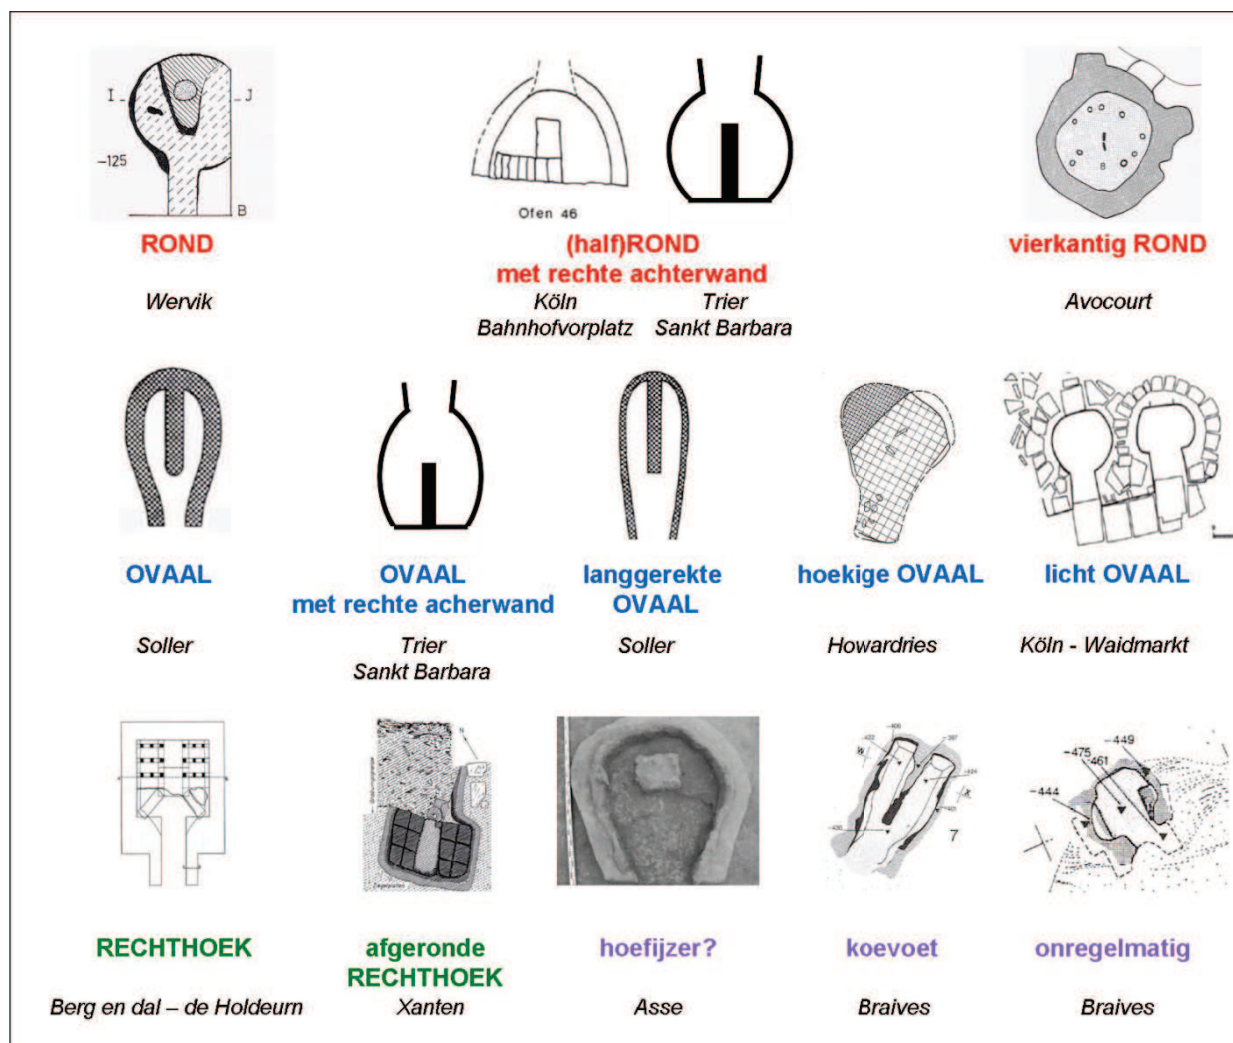 I
J
-125
B
Ofen 46
8
ROND
(half)ROND
met rechte achterwand
vierkantig ROND
Wervik
Köln
Bahnhofvorplatz
Trier
Sankt Barbara
Avocourt
OVAAL
OVAAL
met rechte acherwand
langgerekte
OVAAL
hoekige OVAAL
licht OVAAL
Soller
Trier
Sankt Barbara
Soller
Howardries
Köln - Waidmarkt
7
-449
-475
-461
-444
RECHTHOEK
afgeronde
RECHTHOEK
hoefijzer?
koevoet
onregelmatig
Berg en dal – de Holdeurn
Xanten
Asse
Braives
Braives